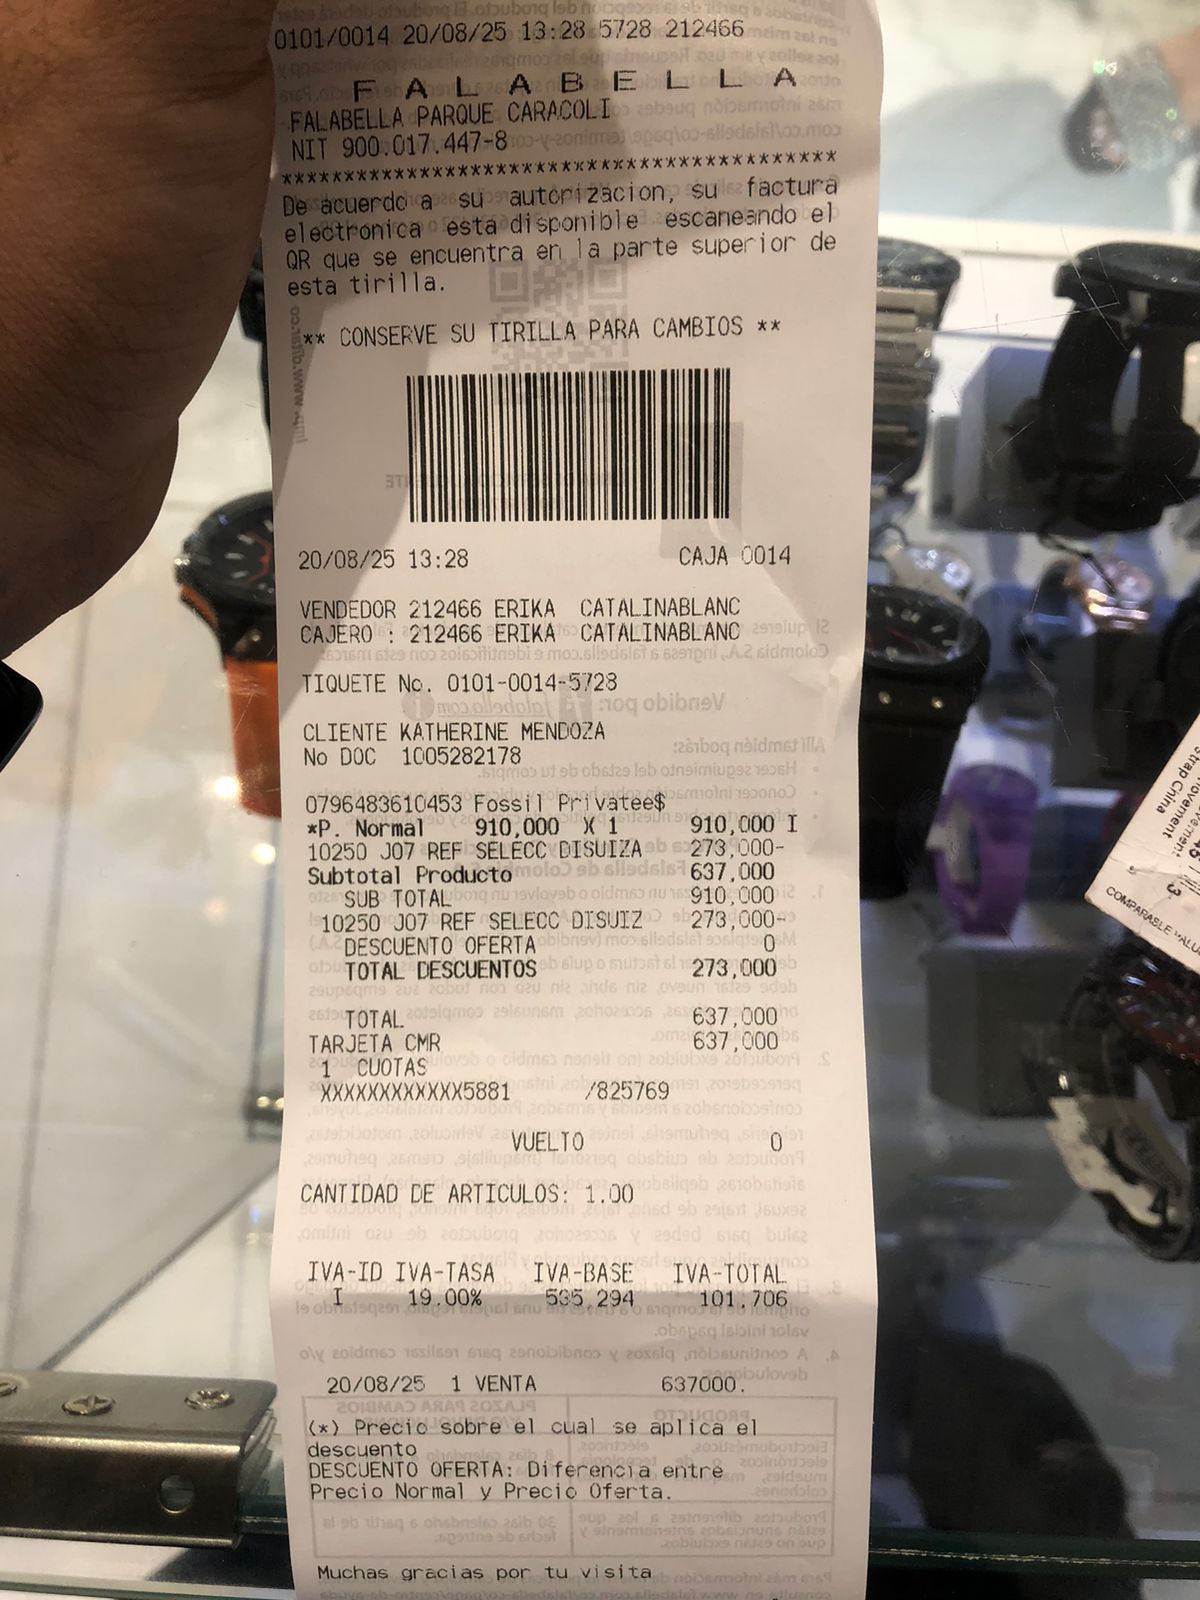 0101/0014 20/08/25 13:28 5728 212466
FALABELLA
FALABELLA PARQUE CARACOLI
NIT 900.017.447-8
******************************************
De acuerdo a su autorizacion, su factura
electronica esta disponible escaneando el
QR que se encuentra en la parte superior de
esta tirilla.
** CONSERVE SU TIRILLA PARA CAMBIOS **
20/08/25 13:28 CAJA 0014
VENDEDOR 212466 ERIKA CATALINABLANC
CAJERO : 212466 ERIKA CATALINABLANC
TIQUETE No. 0101-0014-5728
CLIENTE KATHERINE MENDOZA
No DOC 1005282178
0796483610453 Fossil Privatee$
*P. Normal 910,000 X 1 910,000 I
10250 J07 REF SELECC DISUIZA 273,000-
Subtotal Producto 637,000
SUB TOTAL 910,000
10250 J07 REF SELECC DISUIZ 273,000-
DESCUENTO OFERTA 0
TOTAL DESCUENTOS 273,000
TOTAL 637,000
TARJETA CMR 637,000
1 CUOTAS
XXXXXXXXXXXX5881 /825769
VUELTO 0
CANTIDAD DE ARTICULOS: 1.00
IVA-ID IVA-TASA IVA-BASE IVA-TOTAL
I 19.00% 535,294 101,706
20/08/25 1 VENTA 637000.
(*) Precio sobre el cual se aplica el
descuento
DESCUENTO OFERTA: Diferencia entre
Precio Normal y Precio Oferta.
Muchas gracias por tu visita
strap China
COMPARABLE VALU